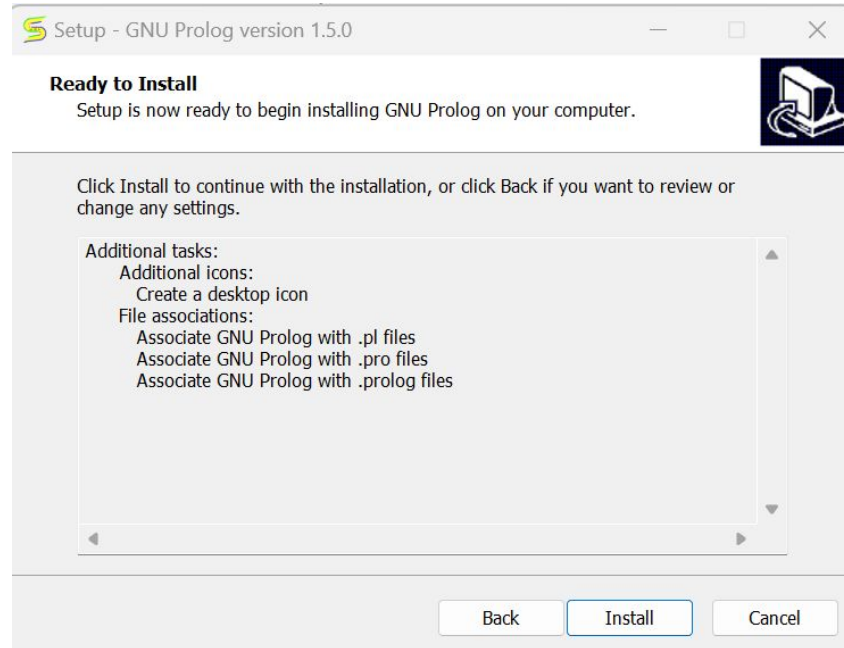 Setup - GNU Prolog version 1.5.0
Ready to Install
Setup is now ready to begin installing GNU Prolog on your computer.
Click Install to continue with the installation, or click Back if you want to review or
change any settings.
Additional tasks:
Additional icons:
Create a desktop icon
File associations:
Associate GNU Prolog with .pl files
Associate GNU Prolog with .pro files
Associate GNU Prolog with .prolog files
Back Install Cancel